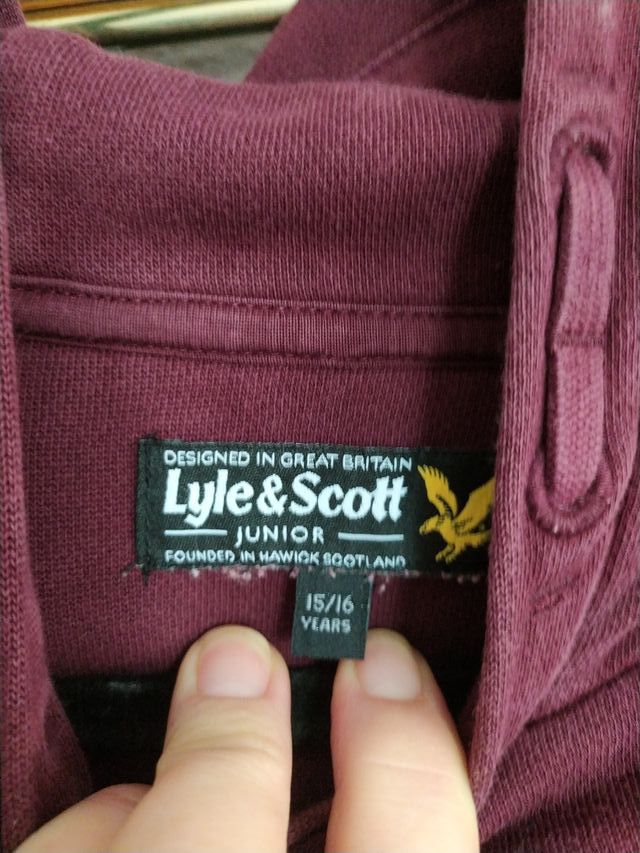 DESIGNED IN GREAT BRITAIN
Lyle&Scott
JUNIOR
FOUNDED IN HAWICK SCOTLAND
15/16
YEARS